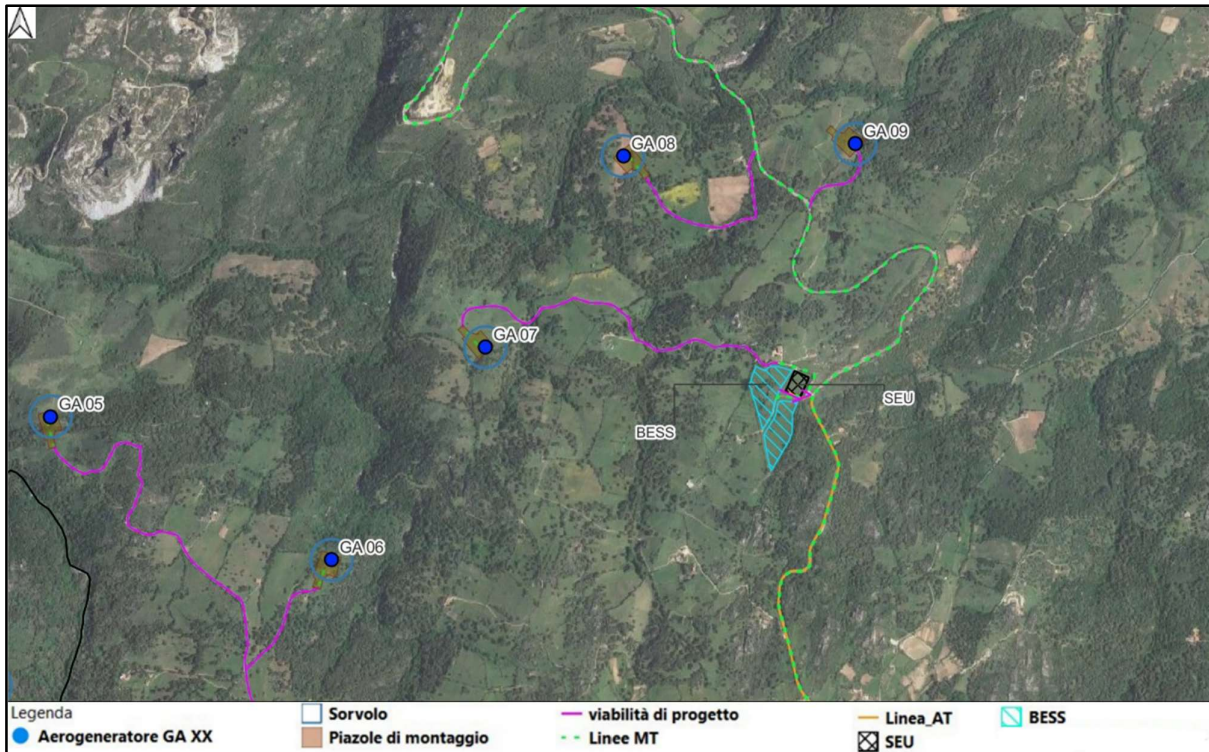 GA 09
GA 08
GA 07
SEU
GA 05
BESS
GA 06
Legenda
Aerogeneratore GA XX
Sorvolo
Piazole di montaggio
viabilità di progetto
Linee MT
Linea_AT
SEU
BESS